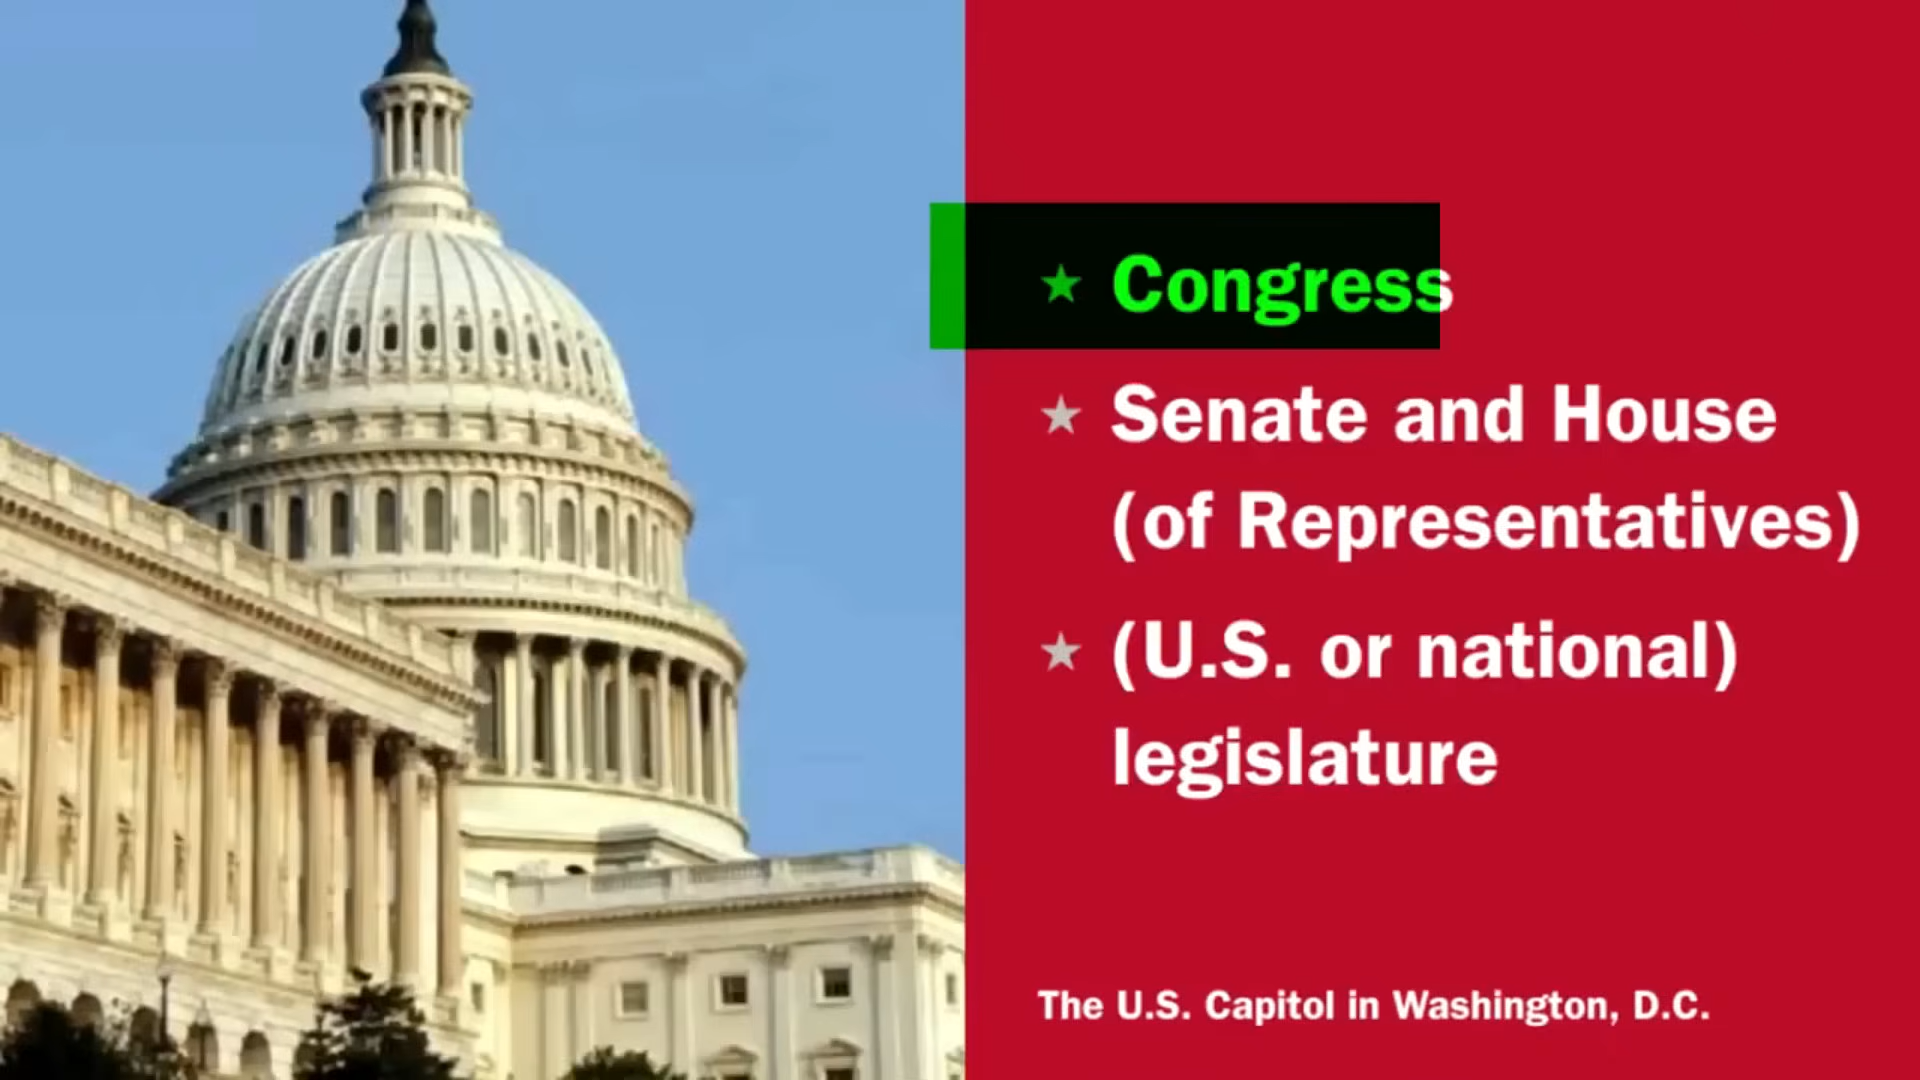 ★ Congress
★ Senate and House
(of Representatives)
★ (U.S. or national)
legislature
The U.S. Capitol in Washington, D.C.